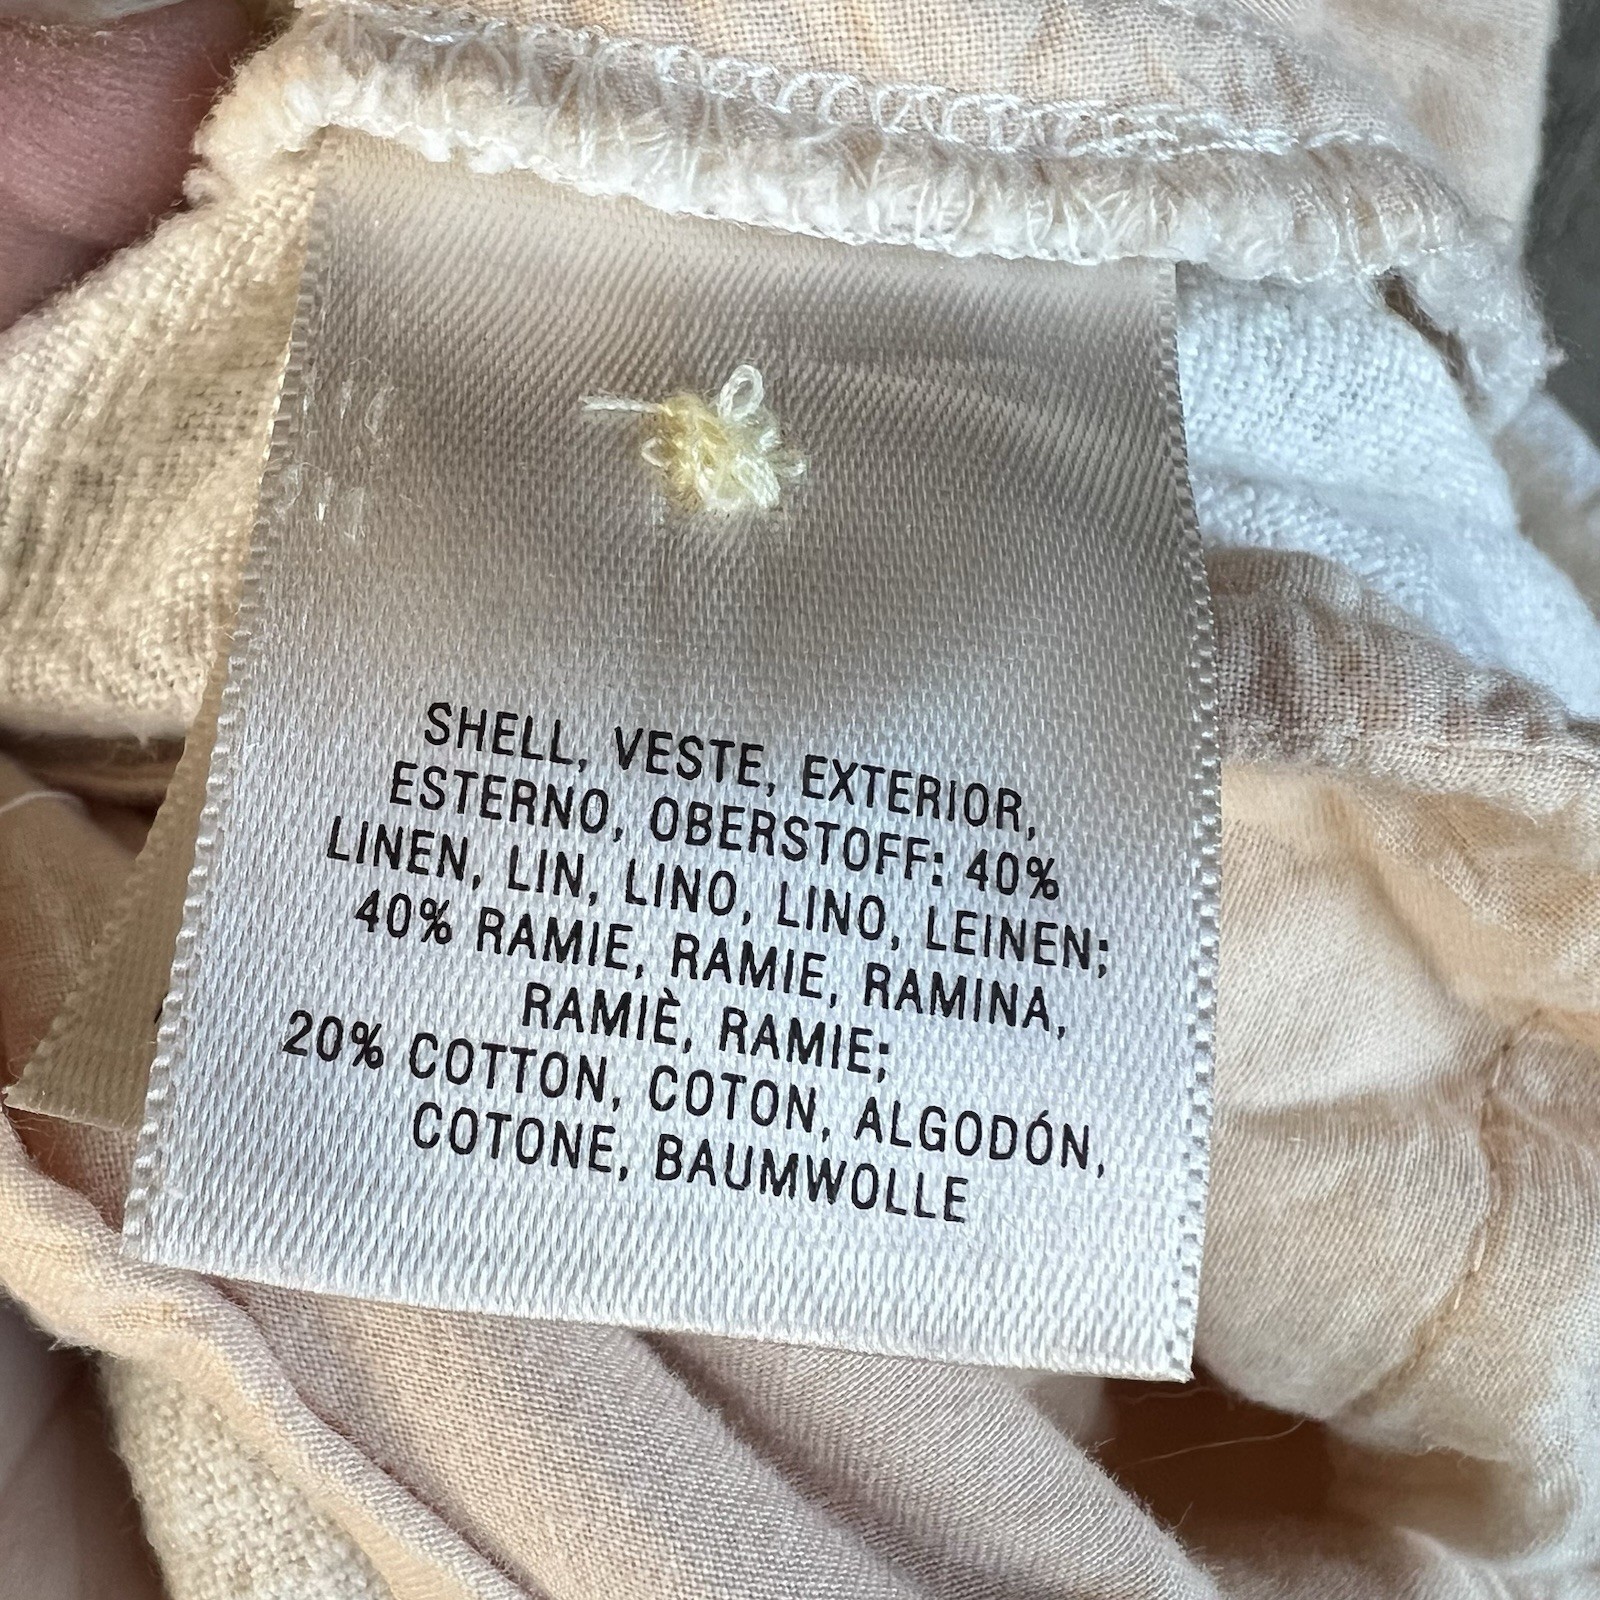 SHELL, VESTE, EXTERIOR,
ESTERNO, OBERSTOFF: 40%
LINEN, LIN, LINO, LINO, LEINEN;
40% RAMIE, RAMIE, RAMINA,
RAMIÈ, RAMIE;
20% COTTON, COTON, ALGODÓN,
COTONE, BAUMWOLLE